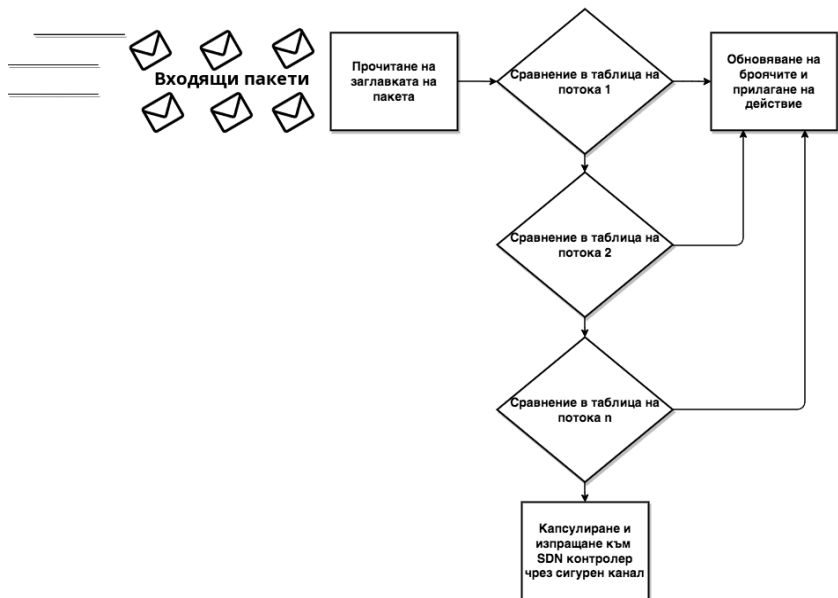 Входящи пакети
Прочитане на
заглавката на
пакета
Сравнение в таблица на
потока 1
Обновяване на
броячите и
прилагане на
действие
Сравнение в таблица на
потока 2
Сравнение в таблица на
потока n
Капсулиране и
изпращане към
SDN контролер
чрез сигурен канал